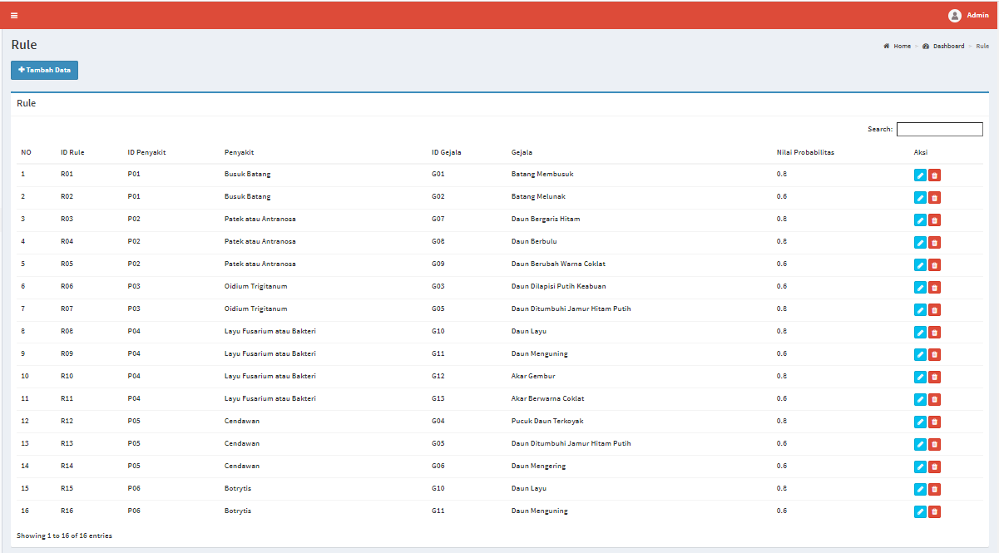 Admin
Rule
Home > Dashboard > Rule
Tambah Data
Rule
Search:
NO ID Rule ID Penyakit Penyakit ID Gejala Gejala Nilai Probabilitas Aksi
1 R01 P01 Busuk Batang G01 Batang Membusuk 0.8
2 R02 P01 Busuk Batang G02 Batang Melunak 0.6
3 R03 P02 Patek atau Antranosa G07 Daun Bergaris Hitam 0.8
4 R04 P02 Patek atau Antranosa G08 Daun Berbulu 0.8
5 R05 P02 Patek atau Antranosa G09 Daun Berubah Warna Coklat 0.6
6 R06 P03 Oidium Trigitanum G03 Daun Dilapisi Putih Keabuan 0.6
7 R07 P03 Oidium Trigitanum G05 Daun Ditumbuhi Jamur Hitam Putih 0.8
8 R08 P04 Layu Fusarium atau Bakteri G10 Daun Layu 0.8
9 R09 P04 Layu Fusarium atau Bakteri G11 Daun Menguning 0.6
10 R10 P04 Layu Fusarium atau Bakteri G12 Akar Gembur 0.8
11 R11 P04 Layu Fusarium atau Bakteri G13 Akar Berwarna Coklat 0.6
12 R12 P05 Cendawan G04 Pucuk Daun Terkoyak 0.8
13 R13 P05 Cendawan G05 Daun Ditumbuhi Jamur Hitam Putih 0.6
14 R14 P05 Cendawan G06 Daun Mengering 0.6
15 R15 P06 Botrytis G10 Daun Layu 0.8
16 R16 P06 Botrytis G11 Daun Menguning 0.6
Showing 1 to 16 of 16 entries